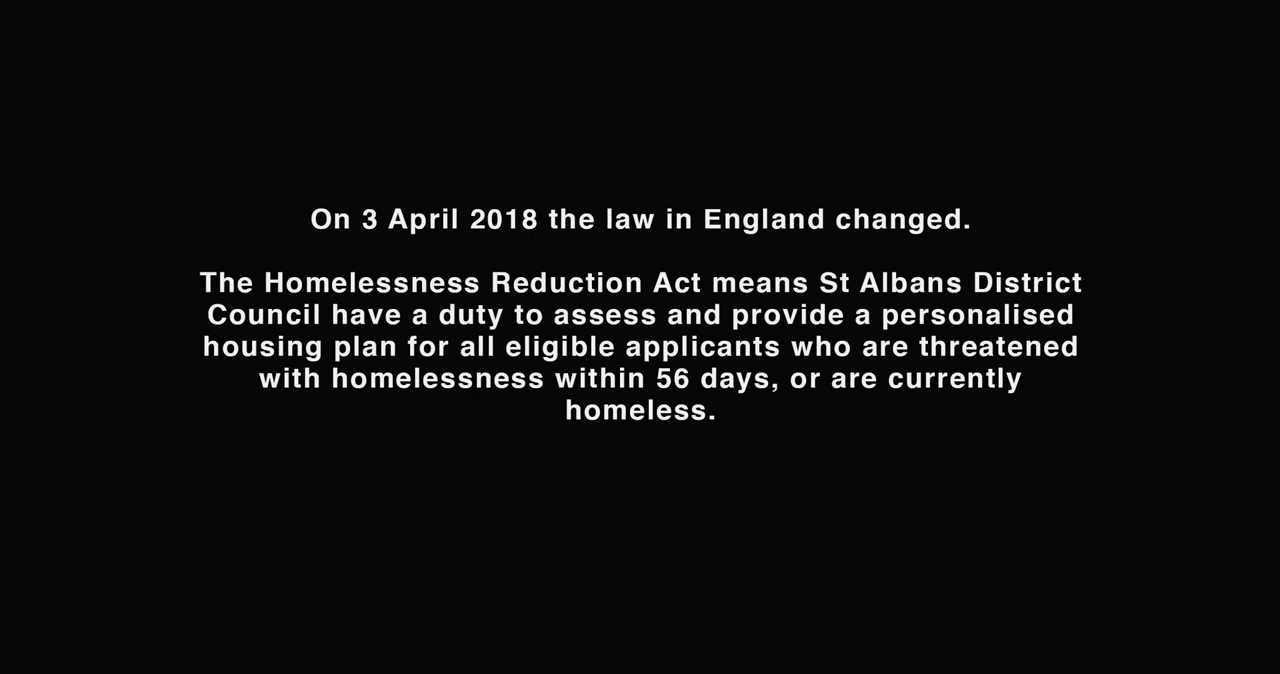 On 3 April 2018 the law in England changed.
The Homelessness Reduction Act means St Albans District
Council have a duty to assess and provide a personalised
housing plan for all eligible applicants who are threatened
with homelessness within 56 days, or are currently
homeless.